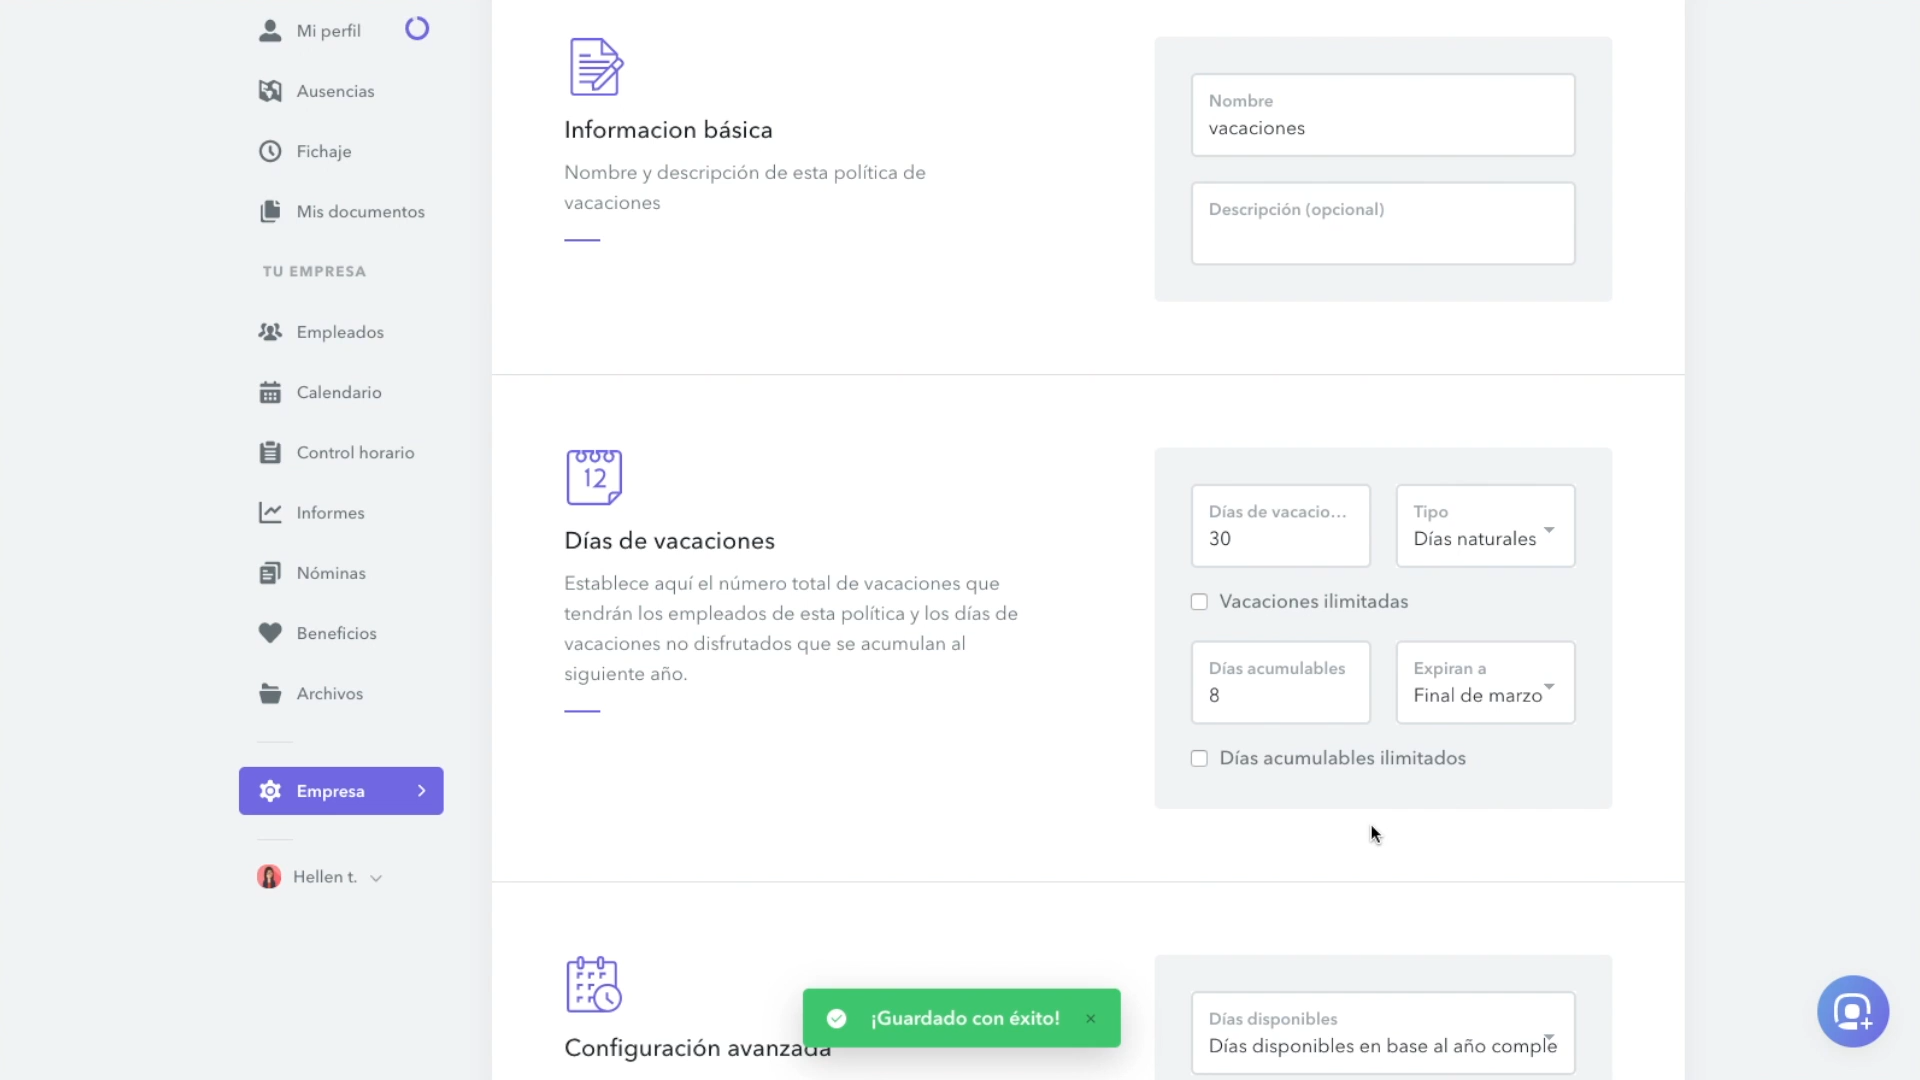 Mi perfil
Ausencias
Fichaje
Mis documentos
TU EMPRESA
Empleados
Calendario
Control horario
Informes
Nóminas
Beneficios
Archivos
Empresa
Hellen t.
Informacion básica
Nombre y descripción de esta política de
vacaciones
Nombre
vacaciones
Descripción (opcional)
12
Días de vacaciones
Establece aquí el número total de vacaciones que
tendrán los empleados de esta política y los días de
vacaciones no disfrutados que se acumulan al
siguiente año.
Días de vacacio...
30
Tipo
Días naturales
Vacaciones ilimitadas
Días acumulables
8
Expiran a
Final de marzo
Días acumulables ilimitados
Configuración avanzada
¡Guardado con éxito!
Días disponibles
Días disponibles en base al año comple